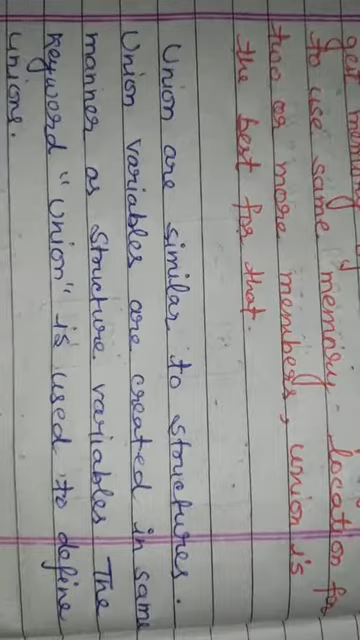 to use same memory location for
two or more members, union is
the best for that.
Union are similar to structures.
Union variables are created in same
manner as structure variables. The
keyword "union" is used to define
unions.